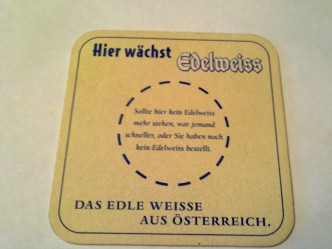 Hier wächst
Edelweiss
Sollte hier kein Edelweiss
mehr stehen, war jemand
schneller, oder Sie haben noch
kein Edelweiss bestellt.
DAS EDLE WEISSE
AUS ÖSTERREICH.